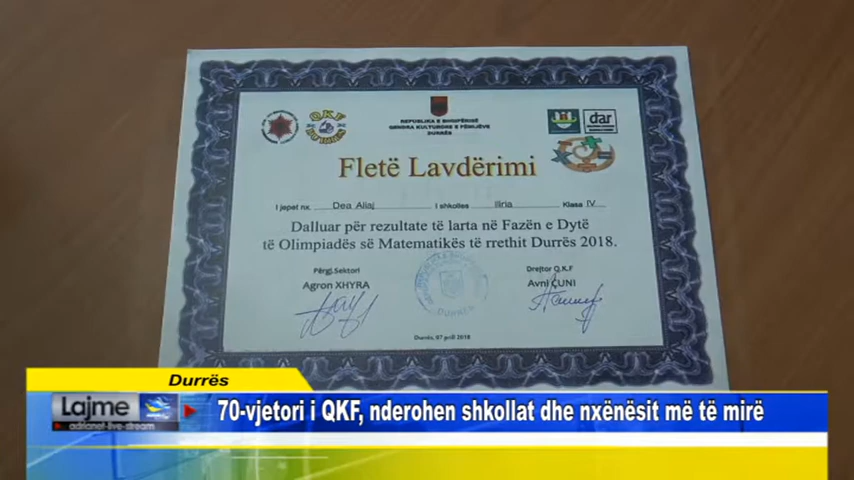 QKF
DURRËS
REPUBLIKA E SHQIPËRISË
QENDRA KULTURORE E FËMIJËVE
DURRËS
dar
Fletë Lavdërimi
I jepet nx. Dea Aliaj I shkolles Iliria Klasa IV
Dalluar për rezultate të larta në Fazën e Dytë
të Olimpiadës së Matematikës të rrethit Durrës 2018.
Përgj.Sektori
Agron XHYRA
Drejtor Q.K.F
Avni ÇUNI
DURRËS
Durrës, 07 prill 2018
Durrës
Lajme
adrianet-live-stream
70-vjetori i QKF, nderohen shkollat dhe nxënësit më të mirë